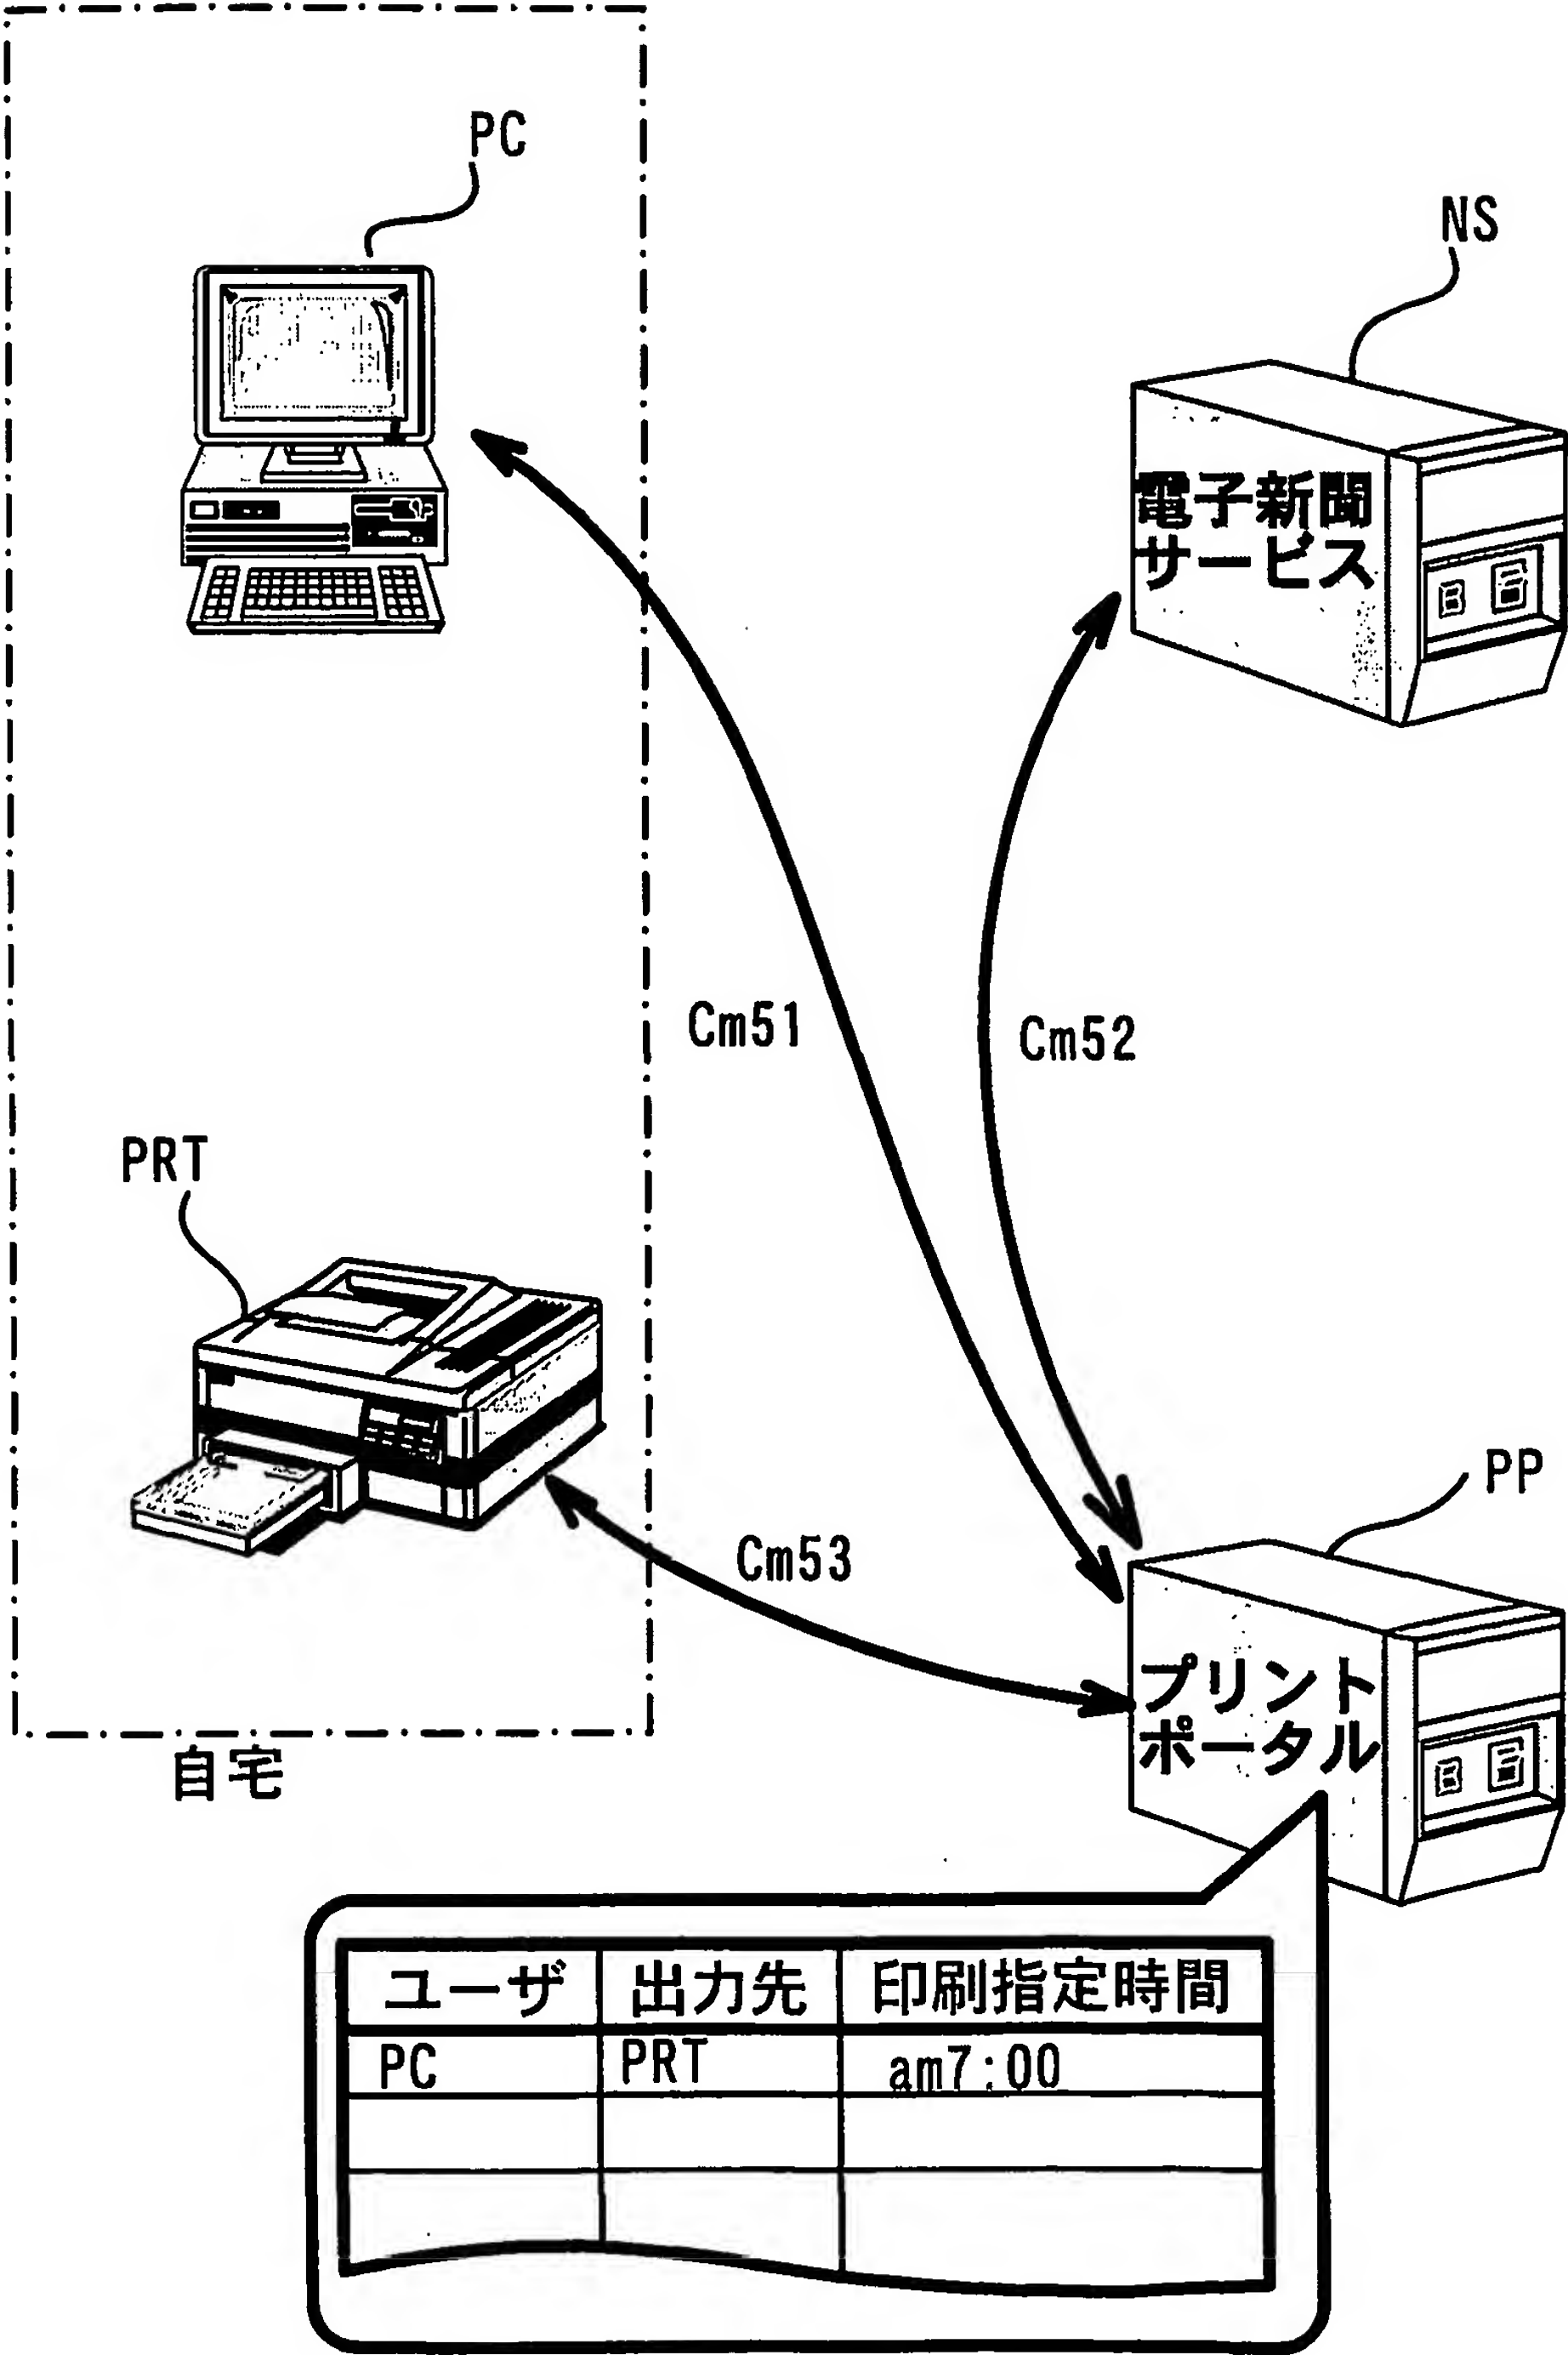 PC
NS
電子新聞
サービス
Cm51
Cm52
PRT
PP
Cm53
プリント
ポータル
自宅
ユーザ 出力先 印刷指定時間
PC PRT am7:00